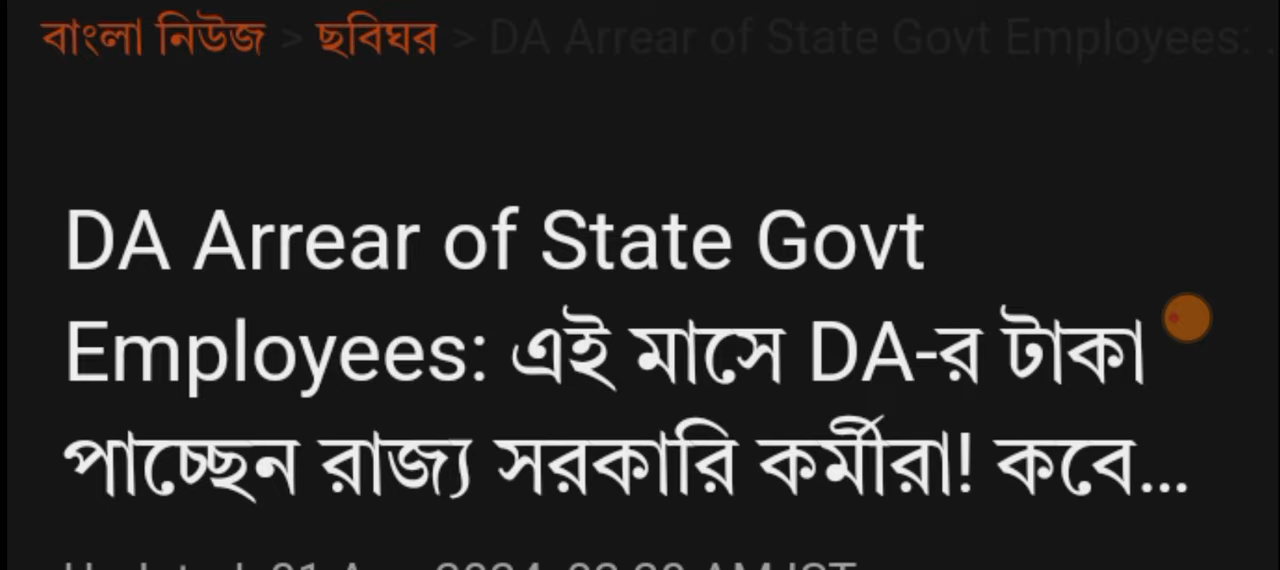 বাংলা নিউজ > ছবিঘর > DA Arrear of State Govt Employees: .
DA Arrear of State Govt
Employees: এই মাসে DA-র টাকা
পাচ্ছেন রাজ্য সরকারি কর্মীরা! কবে...